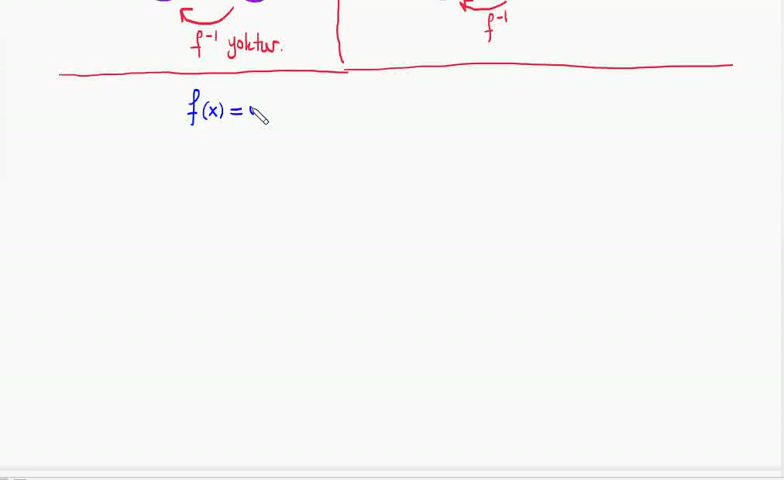 f⁻¹ yoktur.
f⁻¹
f(x) =